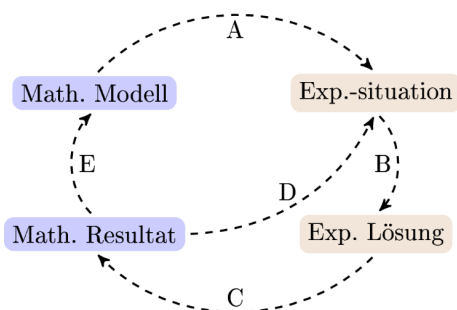 A
Math. Modell
Exp.-situation
E
B
D
Math. Resultat
Exp. Lösung
C